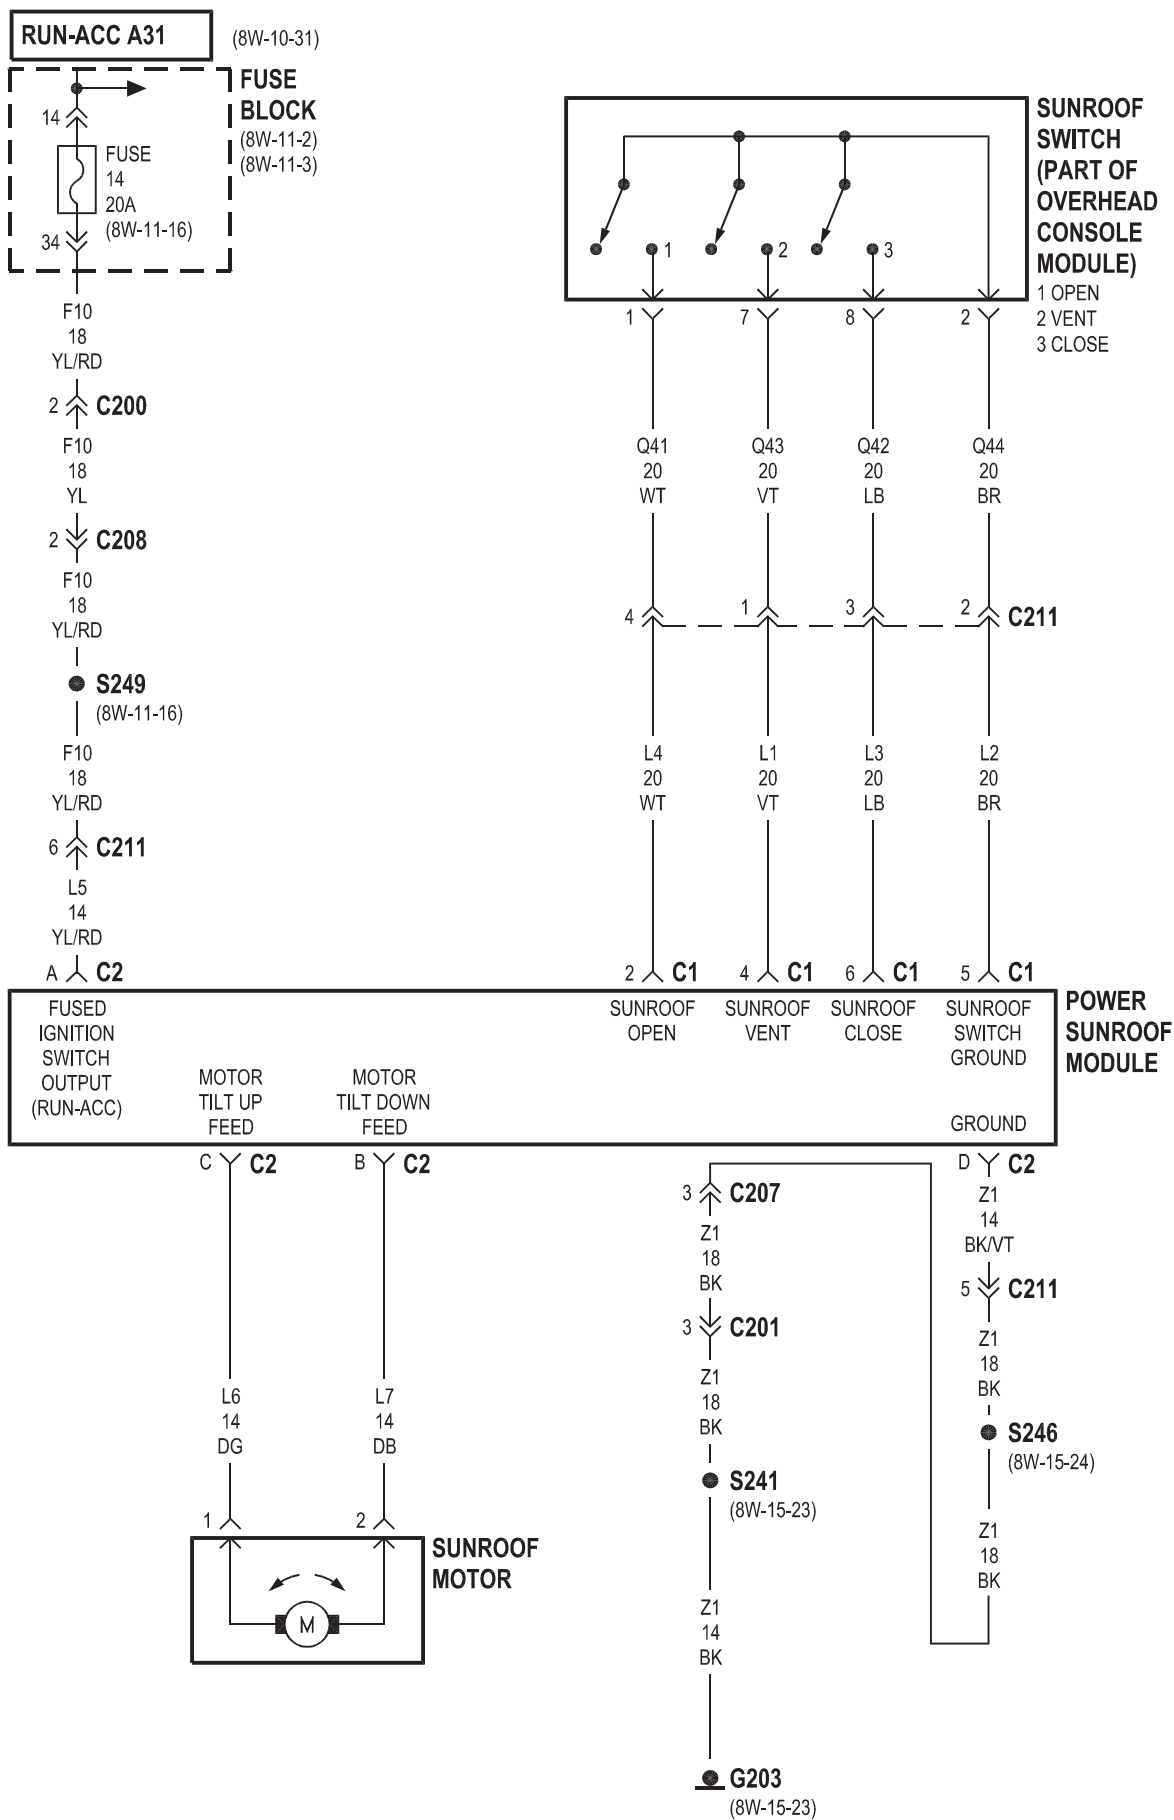 RUN-ACC A31
(8W-10-31)
FUSE
BLOCK
(8W-11-2)
(8W-11-3)
14
FUSE
14
20A
(8W-11-16)
34
F10
18
YL/RD
2 C200
F10
18
YL
2 C208
F10
18
YL/RD
S249
(8W-11-16)
F10
18
YL/RD
6 C211
L5
14
YL/RD
A C2
SUNROOF
SWITCH
(PART OF
OVERHEAD
CONSOLE
MODULE)
1 OPEN
2 VENT
3 CLOSE
1 2 3
1 7 8 2
Q41 Q43 Q42 Q44
20 20 20 20
WT VT LB BR
4 1 3 2 C211
L4 L1 L3 L2
20 20 20 20
WT VT LB BR
2 C1 4 C1 6 C1 5 C1
POWER
SUNROOF
MODULE
FUSED
IGNITION
SWITCH
OUTPUT
(RUN-ACC)
SUNROOF
OPEN
SUNROOF
VENT
SUNROOF
CLOSE
SUNROOF
SWITCH
GROUND
MOTOR
TILT UP
FEED
MOTOR
TILT DOWN
FEED
GROUND
C C2
B C2
D C2
L6
14
DG
L7
14
DB
1 2
SUNROOF
MOTOR
M
Z1
14
BK/VT
5 C211
Z1
18
BK
S246
(8W-15-24)
Z1
18
BK
3 C207
Z1
18
BK
3 C201
Z1
18
BK
S241
(8W-15-23)
Z1
14
BK
G203
(8W-15-23)